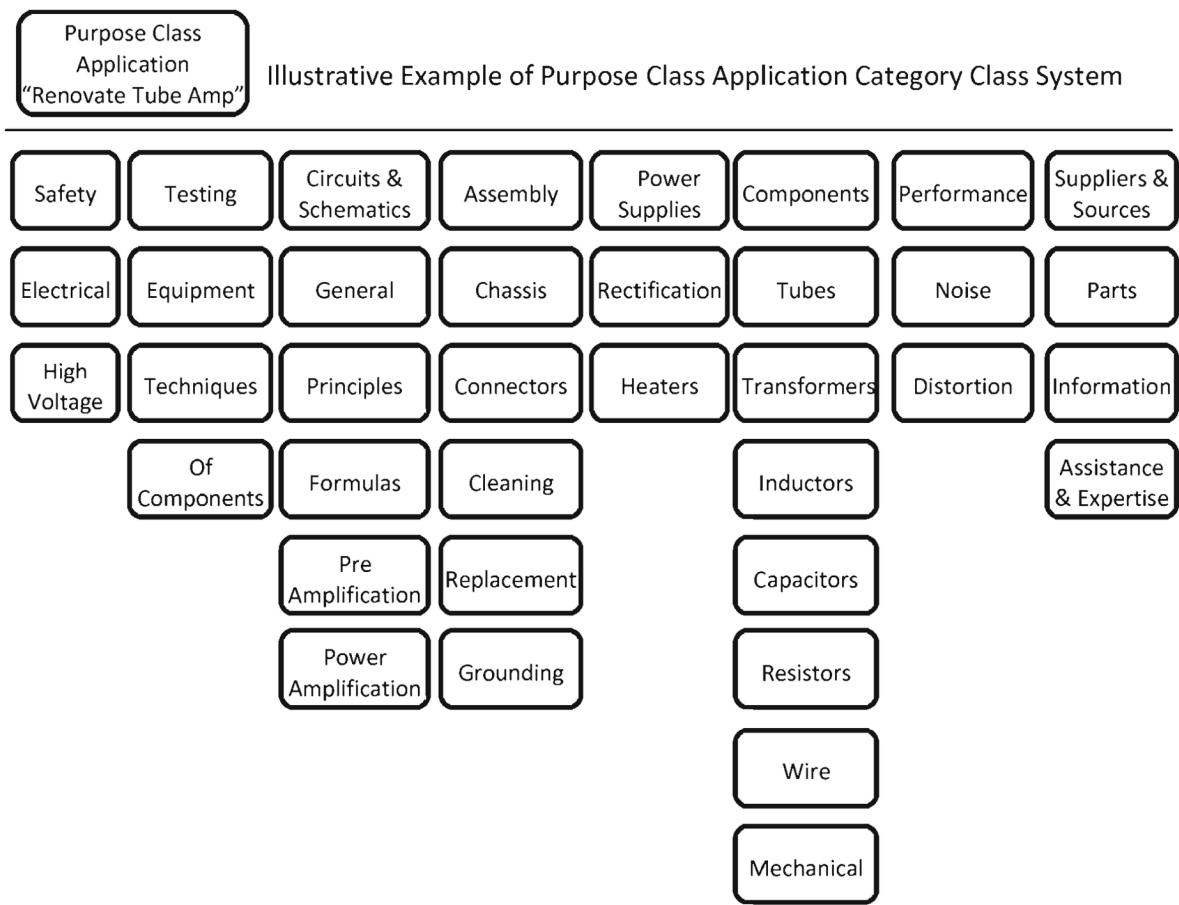 Purpose Class
Application
“Renovate Tube Amp”
Illustrative Example of Purpose Class Application Category Class System
Safety
Testing
Circuits &
Schematics
Assembly
Power
Supplies
Components
Performance
Suppliers &
Sources
Electrical
Equipment
General
Chassis
Rectification
Tubes
Noise
Parts
High
Voltage
Techniques
Principles
Connectors
Heaters
Transformers
Distortion
Information
Of
Components
Formulas
Cleaning
Inductors
Assistance
& Expertise
Pre
Amplification
Replacement
Capacitors
Power
Amplification
Grounding
Resistors
Wire
Mechanical